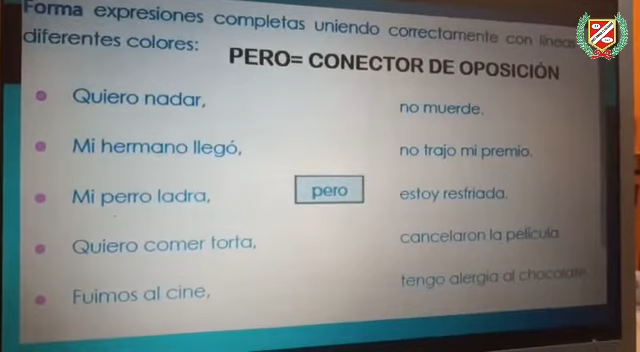 Forma expresiones completas uniendo correctamente con líneas
diferentes colores:
PERO= CONECTOR DE OPOSICIÓN
Quiero nadar,
no muerde.
Mi hermano llegó,
no trajo mi premio.
Mi perro ladra,
pero
estoy resfriada.
Quiero comer torta,
cancelaron la película
Fuimos al cine,
tengo alergia al chocolate.